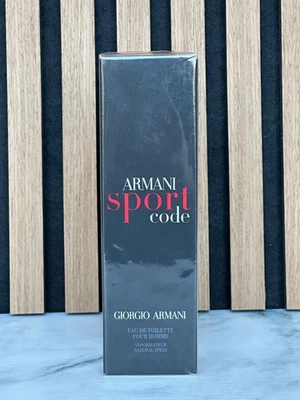 ARMANI
sport
code
GIORGIO ARMANI
EAU DE TOILETTE
POUR HOMME
VAPORISATEUR
NATURAL SPRAY